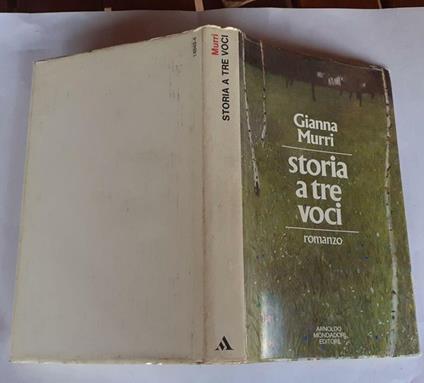 Murri
STORIA A TRE VOCI
Gianna
Murri
storia
a tre
voci
romanzo
ARNOLDO
MONDADORI
EDITORE